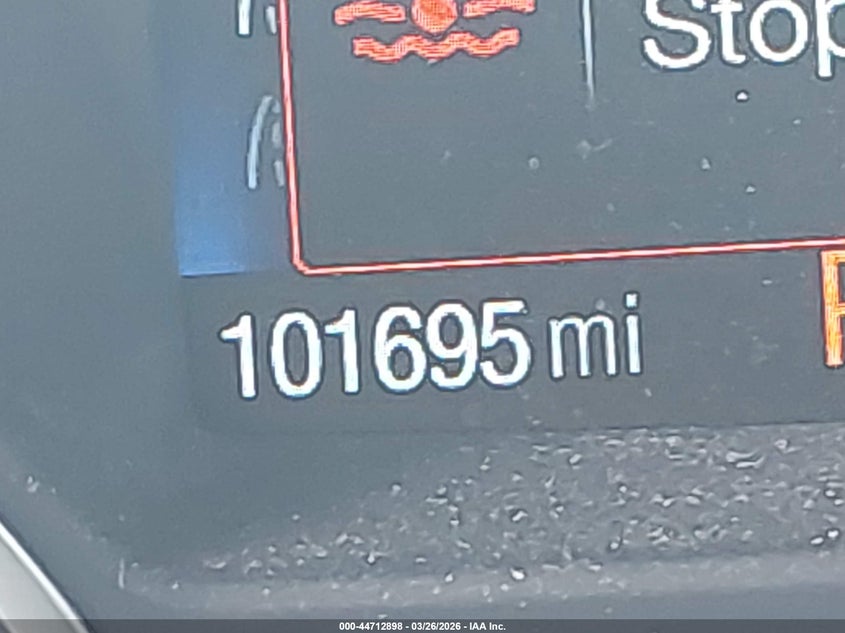 Stop
101695 mi
000-44712898 - 03/26/2026 - IAA Inc.